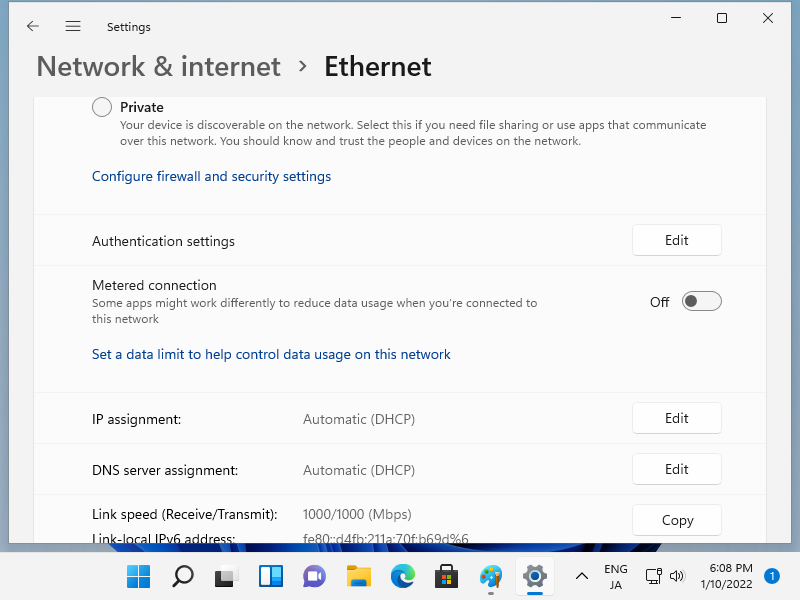 Settings
Network & internet > Ethernet
Private
Your device is discoverable on the network. Select this if you need file sharing or use apps that communicate
over this network. You should know and trust the people and devices on the network.
Configure firewall and security settings
Authentication settings Edit
Metered connection
Some apps might work differently to reduce data usage when you're connected to
this network
Off
Set a data limit to help control data usage on this network
IP assignment: Automatic (DHCP) Edit
DNS server assignment: Automatic (DHCP) Edit
Link speed (Receive/Transmit): 1000/1000 (Mbps)
Copy
Link-local IPv6 address: fe80::d4fb:211a:70f:b69d%6
ENG
JA
6:08 PM
1/10/2022
1